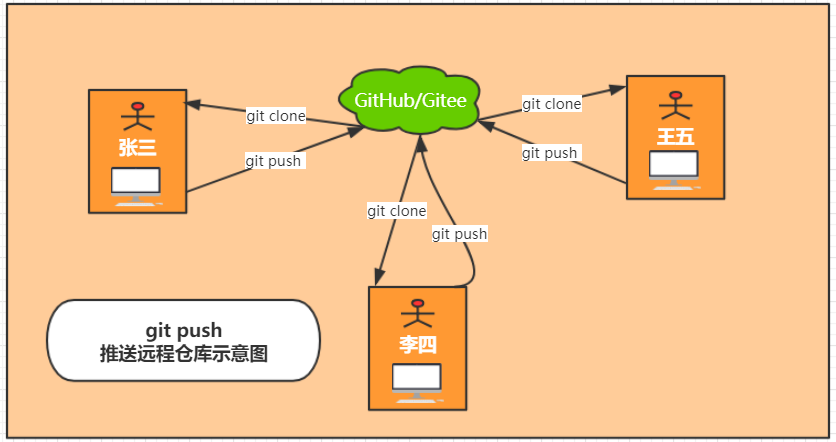 GitHub/Gitee
git clone
git clone
张三
王五
git push
git push
git clone
git push
git push
推送远程仓库示意图
李四